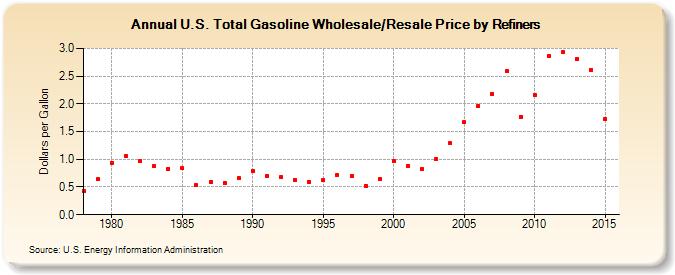 Annual U.S. Total Gasoline Wholesale/Resale Price by Refiners
Dollars per Gallon
3.0
2.5
2.0
1.5
1.0
0.5
0.0
1980 1985 1990 1995 2000 2005 2010 2015
Source: U.S. Energy Information Administration